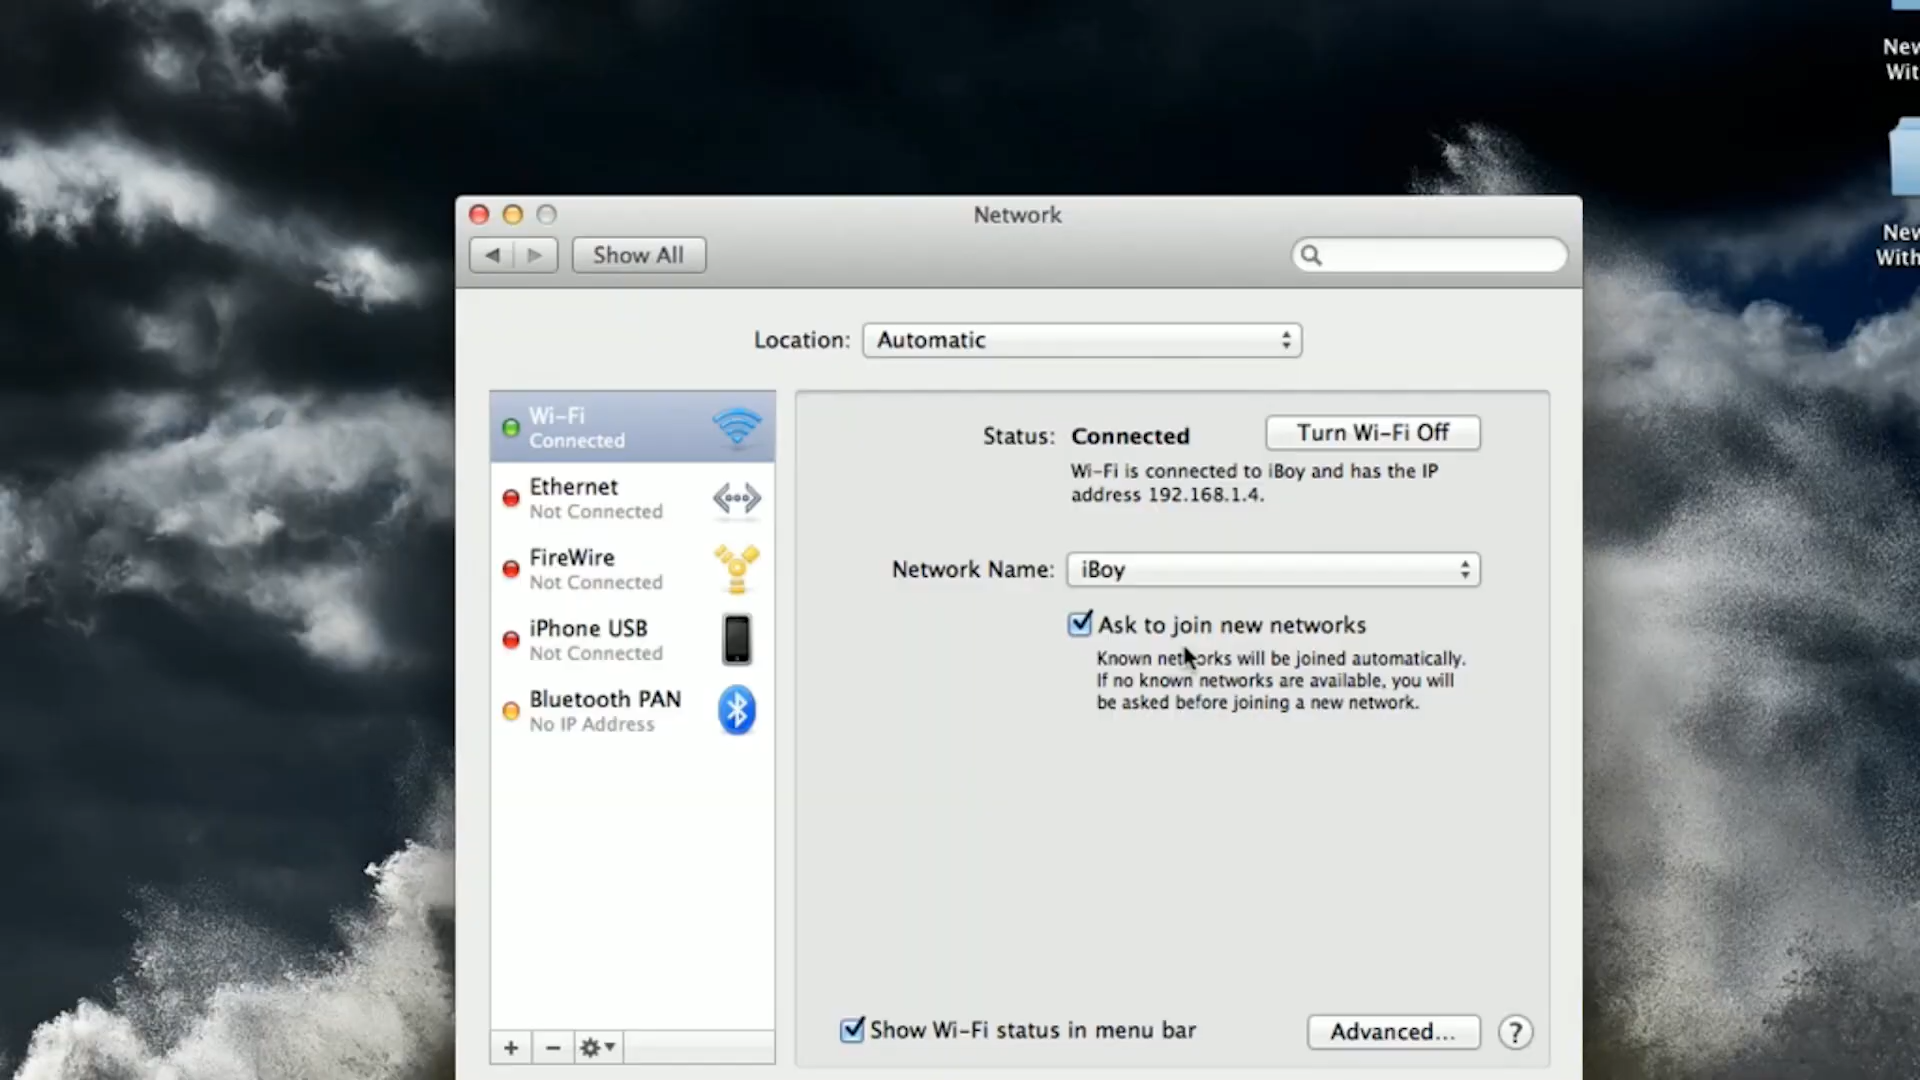 New
Wit
New
With
Network
Show All
Location: Automatic
Wi-Fi
Connected
Ethernet
Not Connected
FireWire
Not Connected
iPhone USB
Not Connected
Bluetooth PAN
No IP Address
Status: Connected
Turn Wi-Fi Off
Wi-Fi is connected to iBoy and has the IP
address 192.168.1.4.
Network Name: iBoy
Ask to join new networks
Known networks will be joined automatically.
If no known networks are available, you will
be asked before joining a new network.
Show Wi-Fi status in menu bar
Advanced...
?